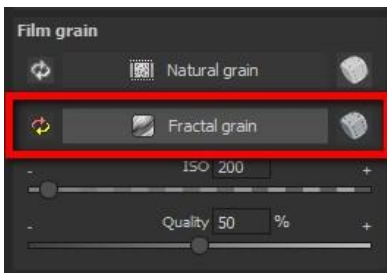 Film grain
Natural grain
Fractal grain
- ISO 200 +
- Quality 50 % +